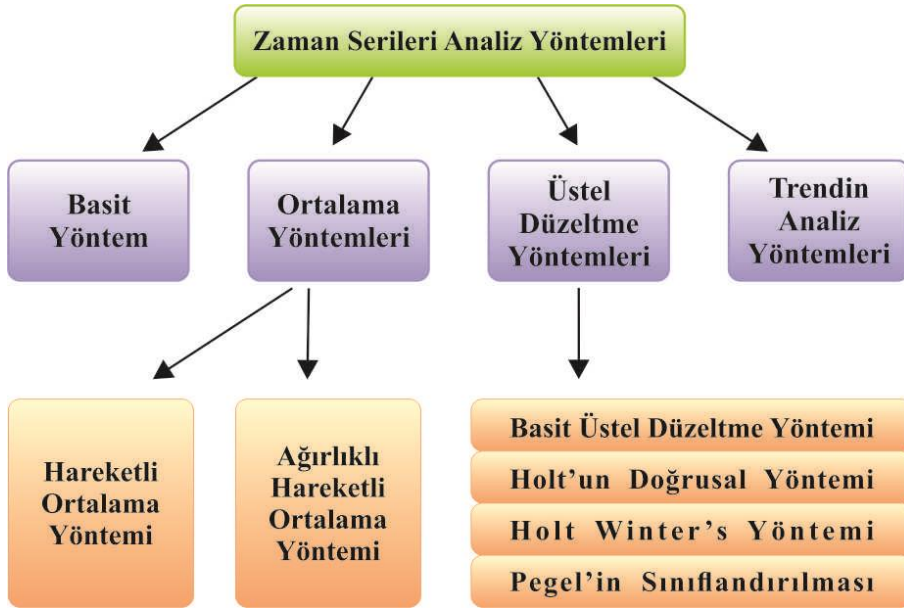 Zaman Serileri Analiz Yöntemleri
Basit
Yöntem
Ortalama
Yöntemleri
Üstel
Düzeltme
Yöntemleri
Trendin
Analiz
Yöntemleri
Hareketli
Ortalama
Yöntemi
Ağırlıklı
Hareketli
Ortalama
Yöntemi
Basit Üstel Düzeltme Yöntemi
Holt’un Doğrusal Yöntemi
Holt Winter’s Yöntemi
Pegel’in Sınıflandırılması